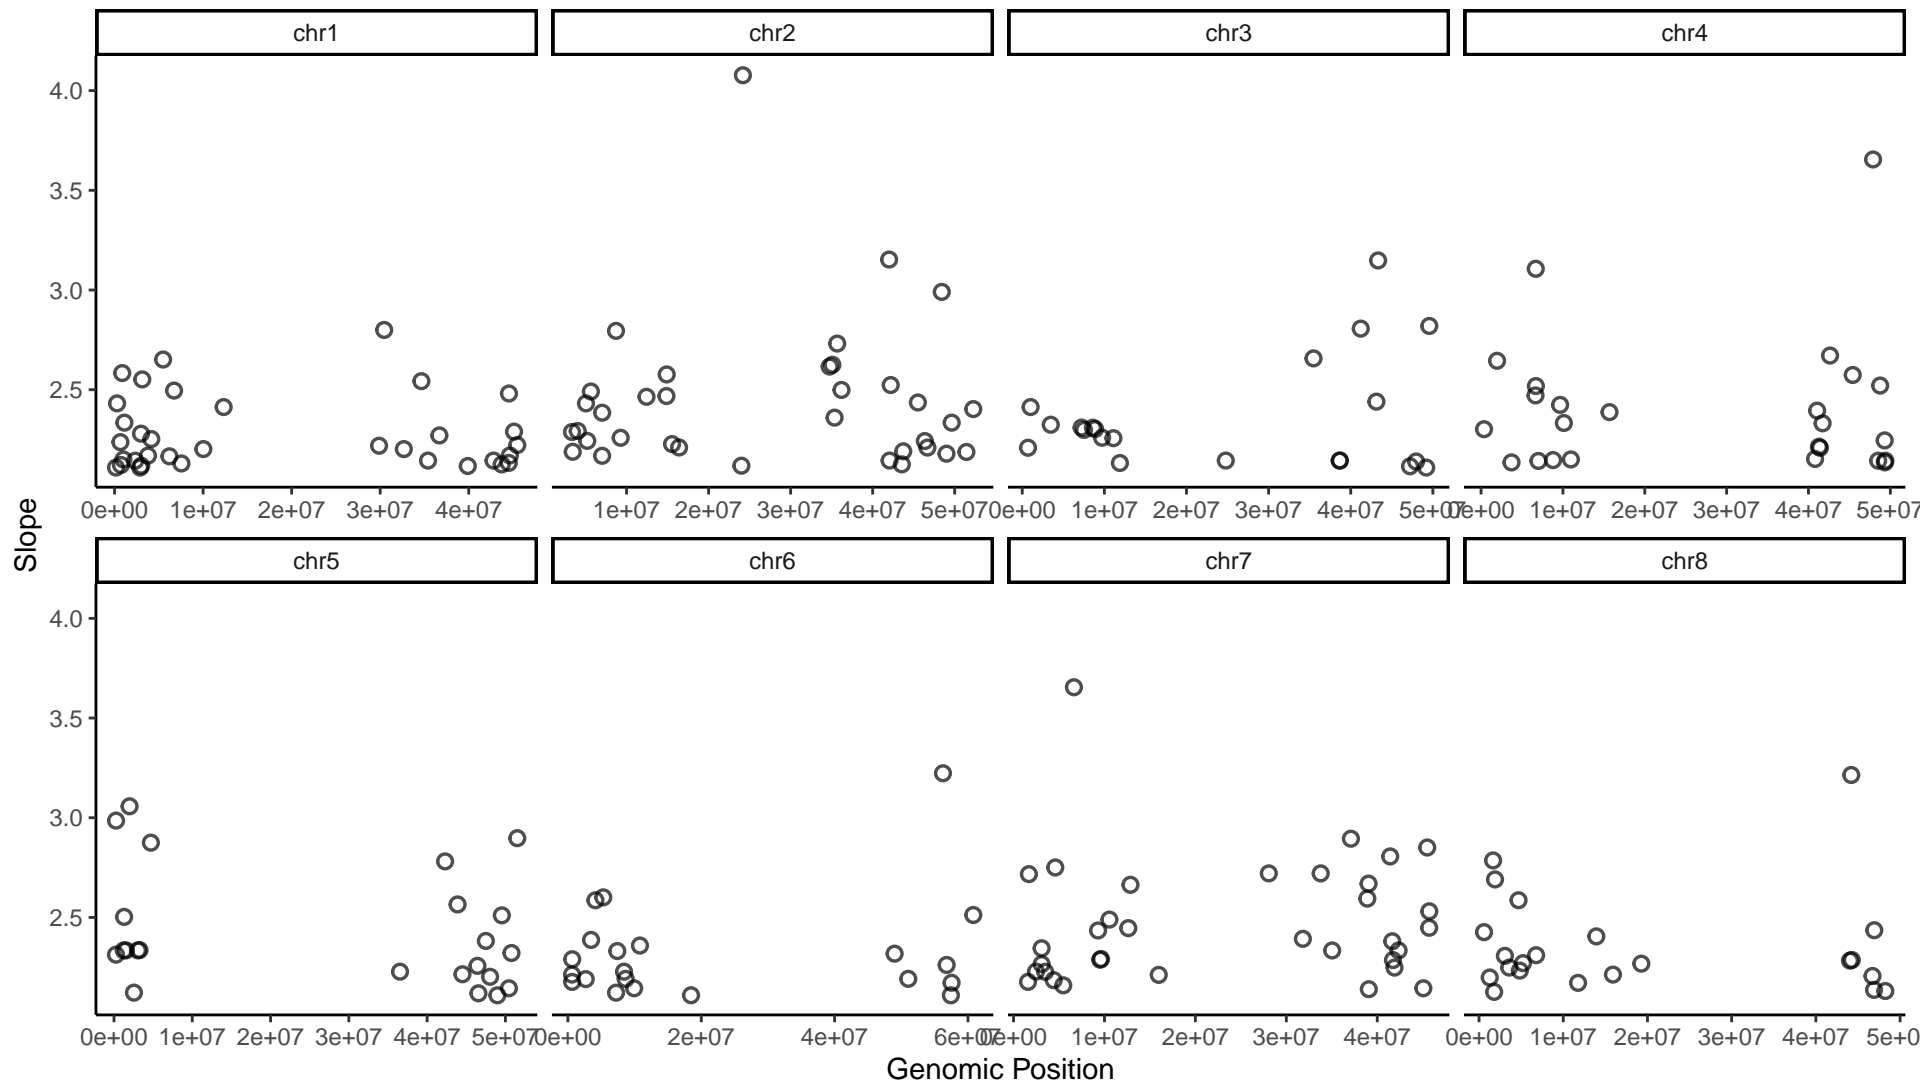 chr1 chr2 chr3 chr4
4.0
3.5
3.0
2.5
0e+00 1e+07 2e+07 3e+07 4e+07 1e+07 2e+07 3e+07 4e+07 5e+07 0e+00 1e+07 2e+07 3e+07 4e+07 5e+07 0e+00 1e+07 2e+07 3e+07 4e+07 5e+07
Slope
chr5 chr6 chr7 chr8
4.0
3.5
3.0
2.5
0e+00 1e+07 2e+07 3e+07 4e+07 5e+07 0e+00 2e+07 4e+07 6e+07 0e+00 1e+07 2e+07 3e+07 4e+07 0e+00 1e+07 2e+07 3e+07 4e+07 5e+0
Genomic Position